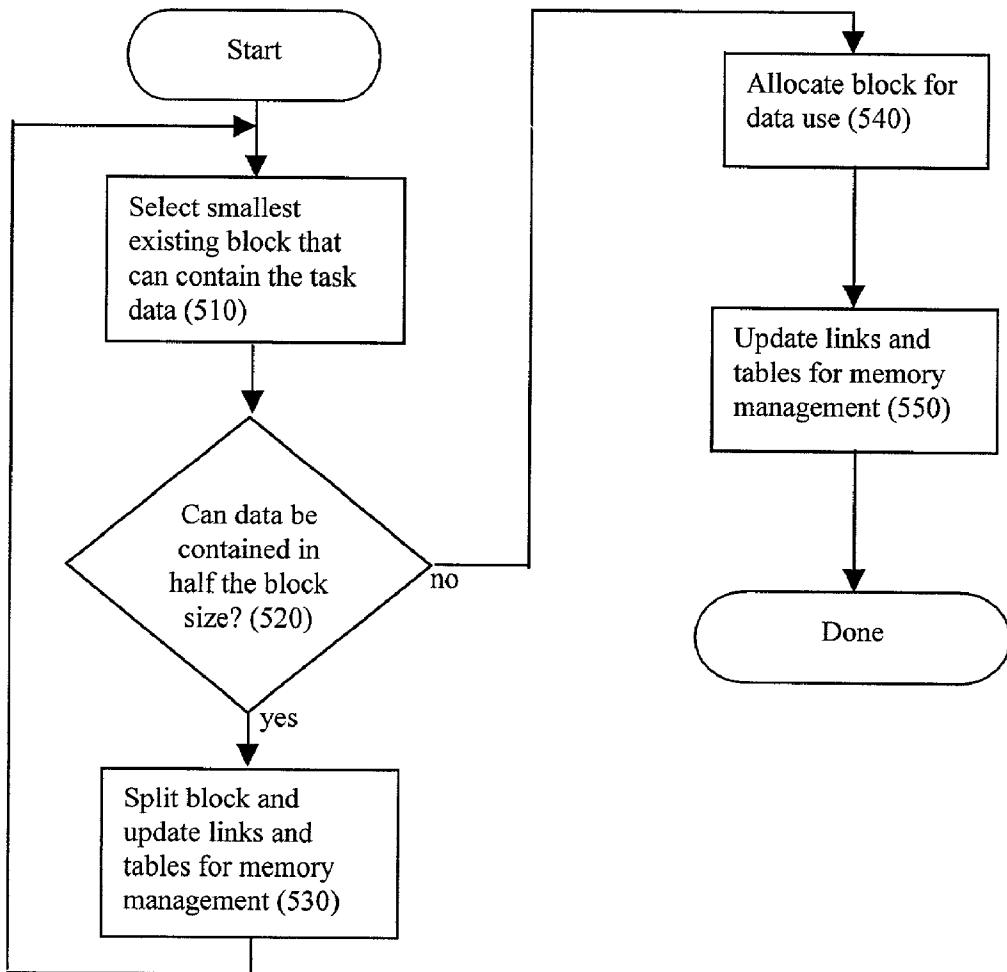 Start
Select smallest
existing block that
can contain the task
data (510)
Can data be
contained in
half the block
size? (520)
no
yes
Split block and
update links and
tables for memory
management (530)
Allocate block for
data use (540)
Update links and
tables for memory
management (550)
Done